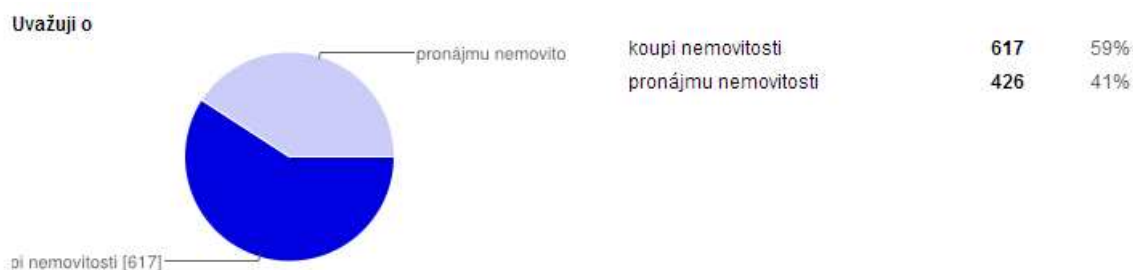 Uvažuji o
pronájmu nemovito
koupi nemovitosti 617 59%
pronájmu nemovitosti 426 41%
pi nemovitosti [617]